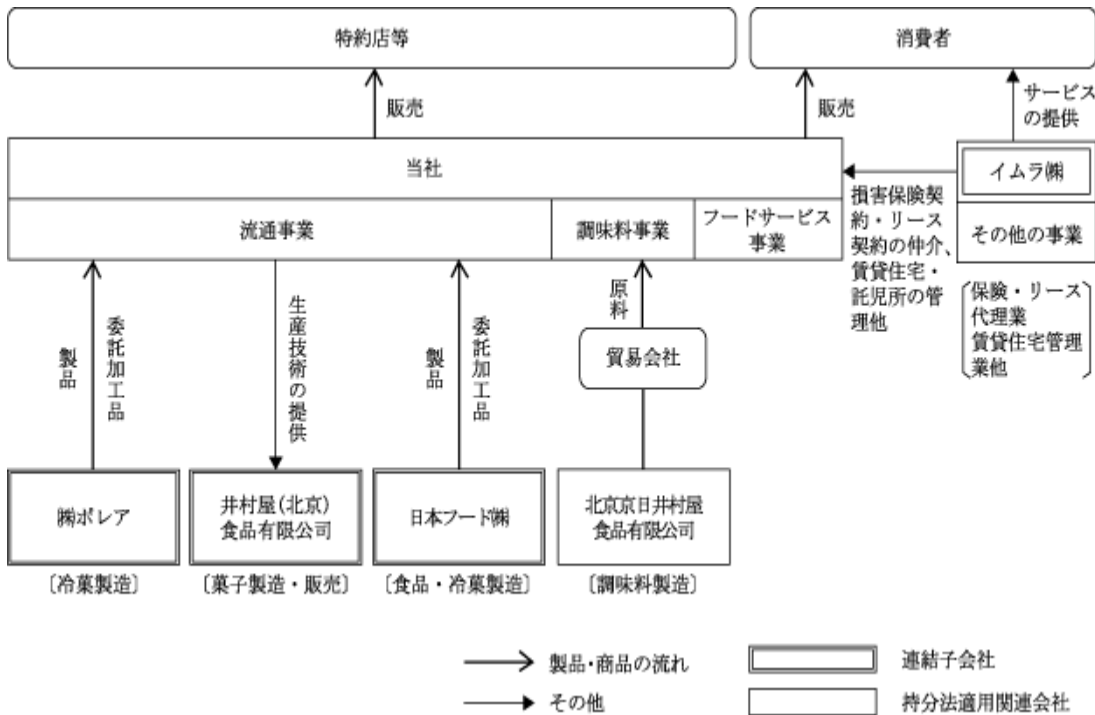 特約店等
消費者
販売
販売
サービス
の提供
当社
イムラ㈱
流通事業
調味料事業
フードサービス
事業
その他の事業
損害保険契
約・リース
契約の仲介、
賃貸住宅・
託児所の管
理他
保険・リース
代理業
賃貸住宅管理
業他
製品
委託加工品
生産技術の提供
製品
委託加工品
原料
貿易会社
㈱ポレア
井村屋(北京)
食品有限公司
日本フード㈱
北京京日井村屋
食品有限公司
〔冷菓製造〕
〔菓子製造・販売〕
〔食品・冷菓製造〕
〔調味料製造〕
製品・商品の流れ
連結子会社
その他
持分法適用関連会社